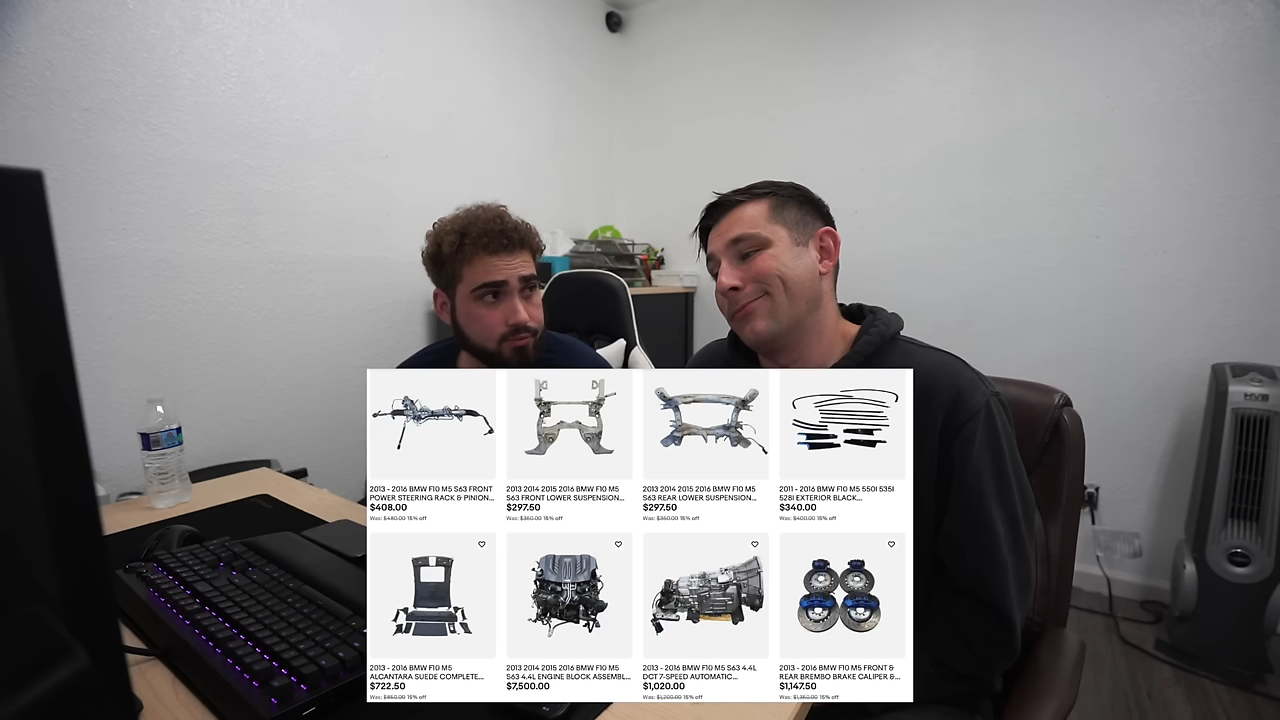 2013 - 2016 BMW F10 M5 S63 FRONT
POWER STEERING RACK & PINION...
$408.00
Was: $480.00 15% off
2013 2014 2015 2016 BMW F10 M5
S63 FRONT LOWER SUSPENSION...
$297.50
Was: $350.00 15% off
2013 2014 2015 2016 BMW F10 M5
S63 REAR LOWER SUSPENSION...
$297.50
Was: $350.00 15% off
2011 - 2016 BMW F10 M5 550I 535I
528I EXTERIOR BLACK...
$340.00
Was: $400.00 15% off
2013 - 2016 BMW F10 M5
ALCANTARA SUEDE COMPLETE...
$722.50
Was: $850.00 15% off
2013 2014 2015 2016 BMW F10 M5
S63 4.4L ENGINE BLOCK ASSEMBL...
$7,500.00
2013 - 2016 BMW F10 M5 S63 4.4L
DCT 7-SPEED AUTOMATIC...
$1,020.00
Was: $1,200.00 15% off
2013 - 2016 BMW F10 M5 FRONT &
REAR BREMBO BRAKE CALIPER &...
$1,147.50
Was: $1,350.00 15% off